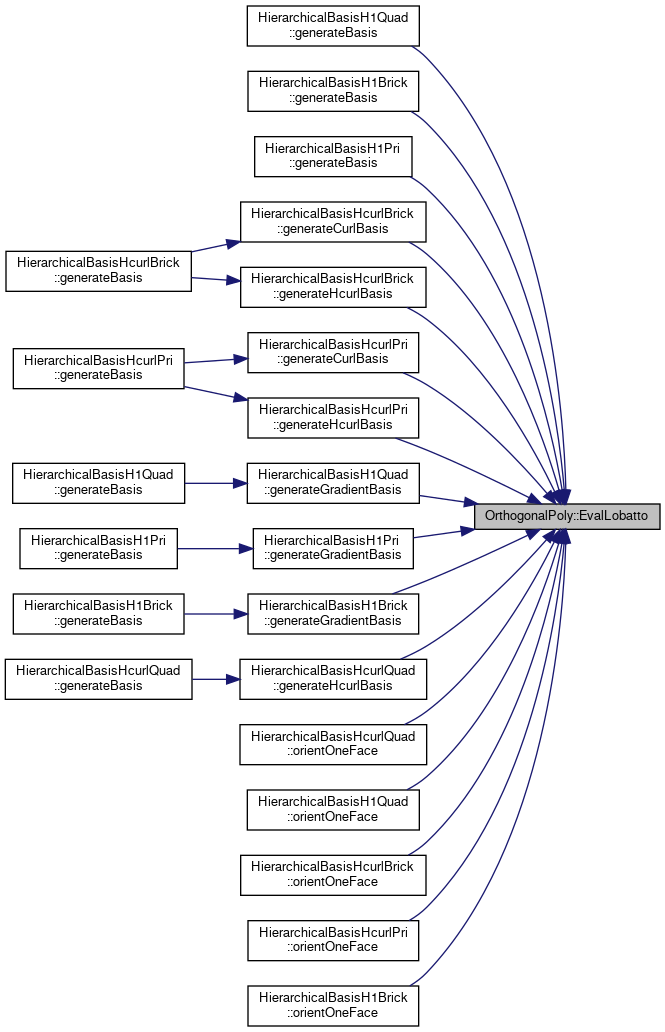 HierarchicalBasisH1Quad
::generateBasis
HierarchicalBasisH1Brick
::generateBasis
HierarchicalBasisH1Pri
::generateBasis
HierarchicalBasisHcurlBrick
::generateCurlBasis
HierarchicalBasisHcurlBrick
::generateBasis
HierarchicalBasisHcurlBrick
::generateHcurlBasis
HierarchicalBasisHcurlPri
::generateCurlBasis
HierarchicalBasisHcurlPri
::generateBasis
HierarchicalBasisHcurlPri
::generateHcurlBasis
HierarchicalBasisH1Quad
::generateBasis
HierarchicalBasisH1Quad
::generateGradientBasis
OrthogonalPoly::EvalLobatto
HierarchicalBasisH1Pri
::generateBasis
HierarchicalBasisH1Pri
::generateGradientBasis
HierarchicalBasisH1Brick
::generateBasis
HierarchicalBasisH1Brick
::generateGradientBasis
HierarchicalBasisHcurlQuad
::generateBasis
HierarchicalBasisHcurlQuad
::generateHcurlBasis
HierarchicalBasisHcurlQuad
::orientOneFace
HierarchicalBasisH1Quad
::orientOneFace
HierarchicalBasisHcurlBrick
::orientOneFace
HierarchicalBasisHcurlPri
::orientOneFace
HierarchicalBasisH1Brick
::orientOneFace